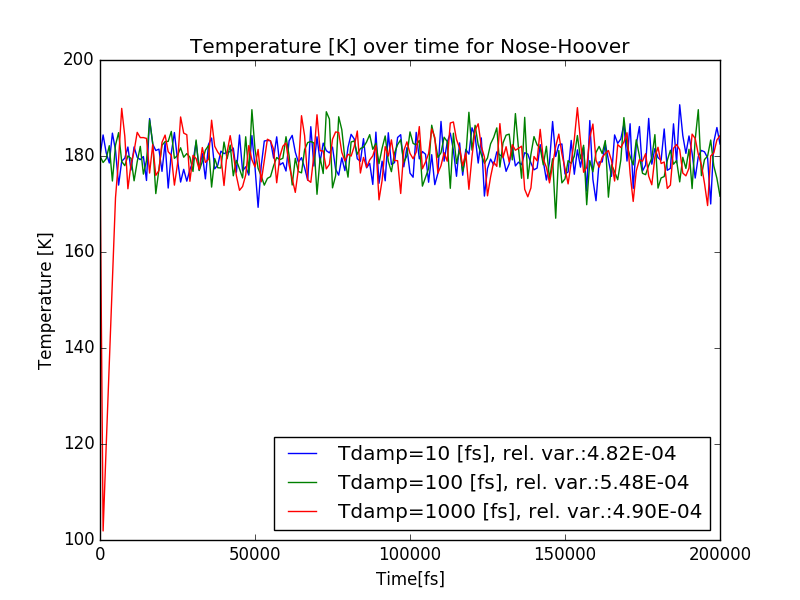 Temperature [K] over time for Nose-Hoover
200
180
160
140
120
100
Temperature [K]
Tdamp=10 [fs], rel. var.:4.82E-04
Tdamp=100 [fs], rel. var.:5.48E-04
Tdamp=1000 [fs], rel. var.:4.90E-04
0 50000 100000 150000 200000
Time[fs]